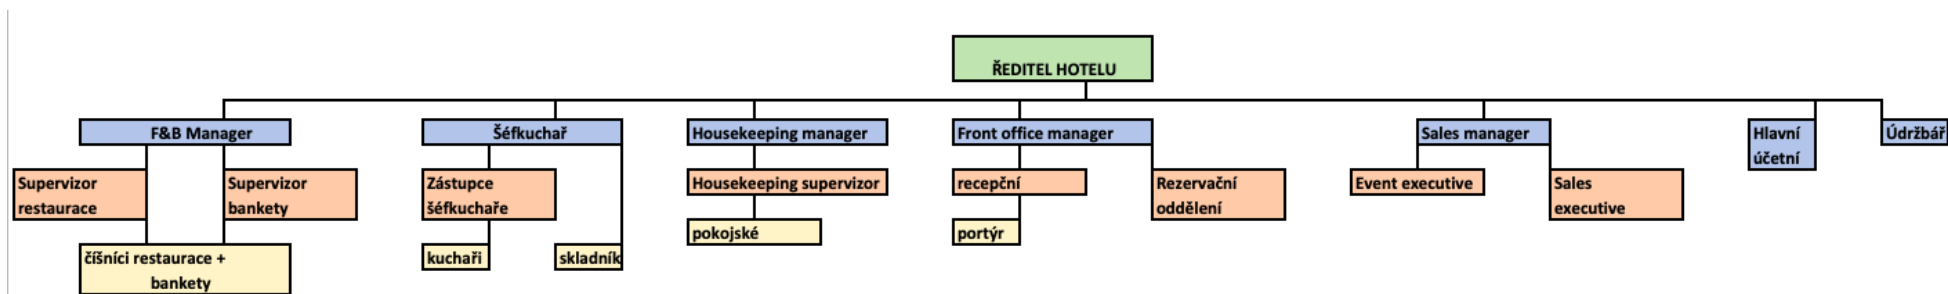 ŘEDITEL HOTELU
F&B Manager
Šéfkuchař
Housekeeping manager
Front office manager
Sales manager
Hlavní
účetní
Údržbář
Supervizor
restaurace
Supervizor
bankety
Zástupce
šéfkuchaře
Housekeeping supervizor
recepční
Rezervační
oddělení
Event executive
Sales
executive
číšníci restaurace +
bankety
kuchaři
skladník
pokojské
portýr